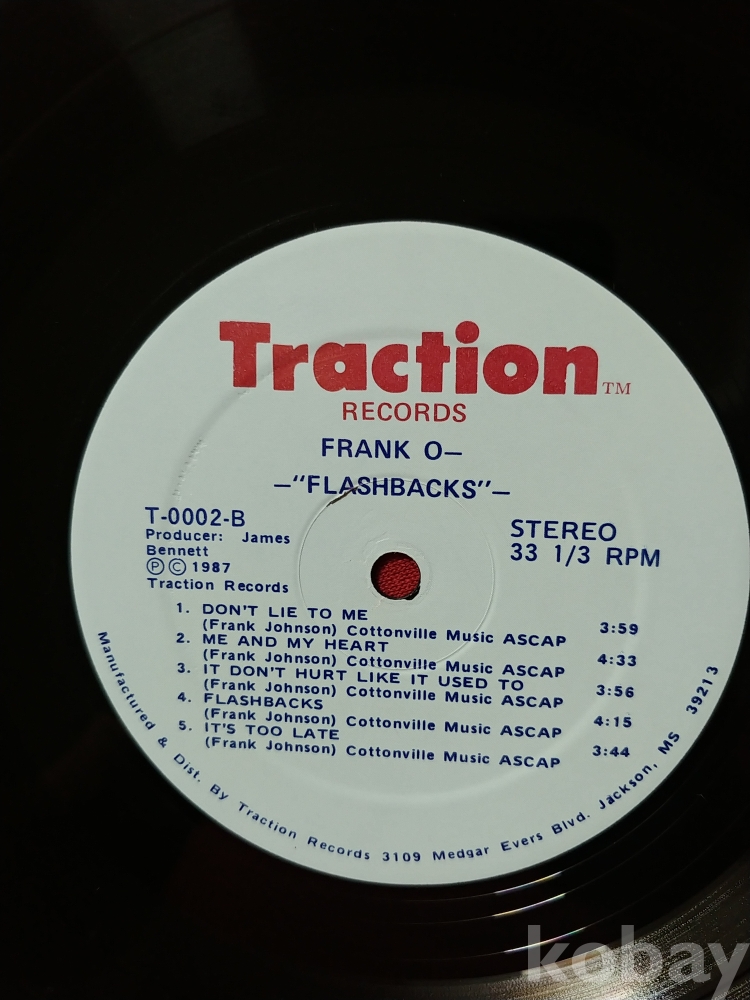 Traction TM
RECORDS
FRANK O—
—"FLASHBACKS"—
T-0002-B
Producer: James
Bennett
Ⓟ © 1987
Traction Records
STEREO
33 1/3 RPM
1. DON'T LIE TO ME
(Frank Johnson) Cottonville Music ASCAP 3:59
2. ME AND MY HEART
(Frank Johnson) Cottonville Music ASCAP 4:33
3. IT DON'T HURT LIKE IT USED TO
(Frank Johnson) Cottonville Music ASCAP 3:56
4. FLASHBACKS
(Frank Johnson) Cottonville Music ASCAP 4:15
5. IT'S TOO LATE
(Frank Johnson) Cottonville Music ASCAP 3:44
Manufactured & Dist. By Traction Records 3109 Medgar Evers Blvd. Jackson, MS 39213
kobay